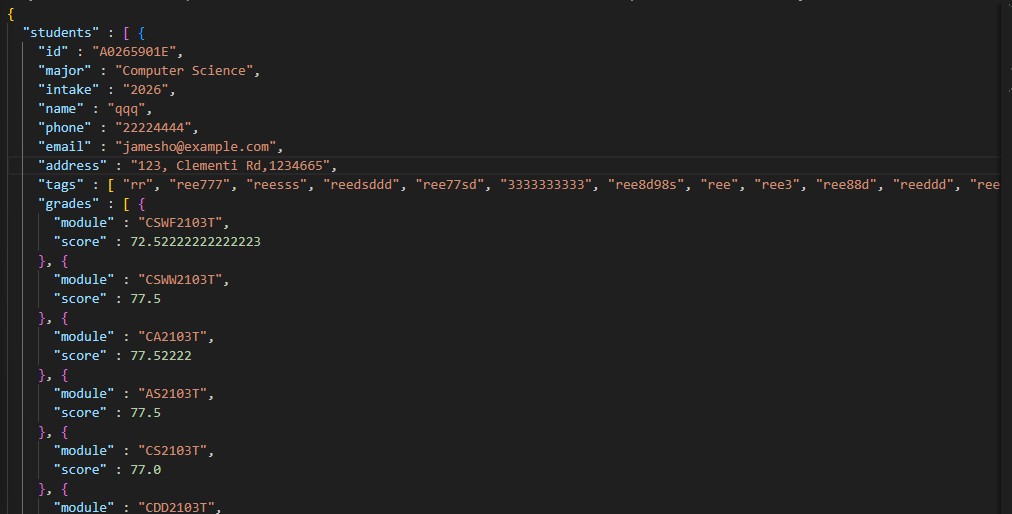 {
"students" : [ {
"id" : "A0265901E",
"major" : "Computer Science",
"intake" : "2026",
"name" : "qqq",
"phone" : "22224444",
"email" : "jamesho@example.com",
"address" : "123, Clementi Rd,1234665",
"tags" : [ "rr", "ree777", "reesss", "reedsddd", "ree77sd", "3333333333", "ree8d98s", "ree", "ree3", "ree88d", "reeddd", "ree
"grades" : [ {
"module" : "CSWF2103T",
"score" : 72.52222222222223
}, {
"module" : "CSWW2103T",
"score" : 77.5
}, {
"module" : "CA2103T",
"score" : 77.52222
}, {
"module" : "AS2103T",
"score" : 77.5
}, {
"module" : "CS2103T",
"score" : 77.0
}, {
"module" : "CDD2103T",